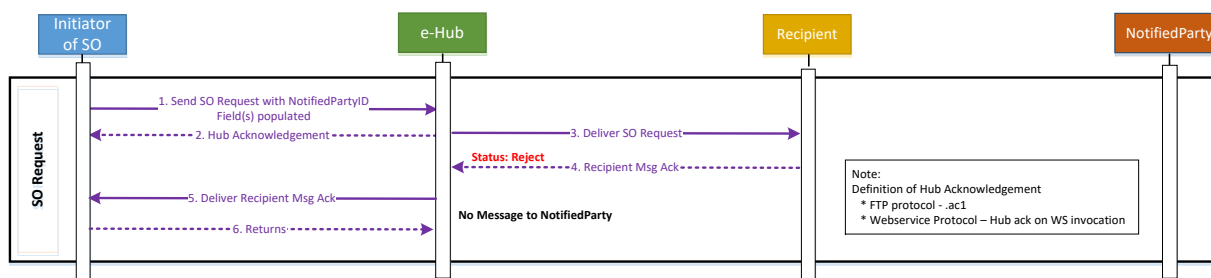 Initiator
of SO
e-Hub
Recipient
NotifiedParty
SO Request
1. Send SO Request with NotifiedPartyID
Field(s) populated
2. Hub Acknowledgement
3. Deliver SO Request
Status: Reject
4. Recipient Msg Ack
5. Deliver Recipient Msg Ack
No Message to NotifiedParty
6. Returns
Note:
Definition of Hub Acknowledgement
* FTP protocol - .ac1
* Webservice Protocol – Hub ack on WS invocation